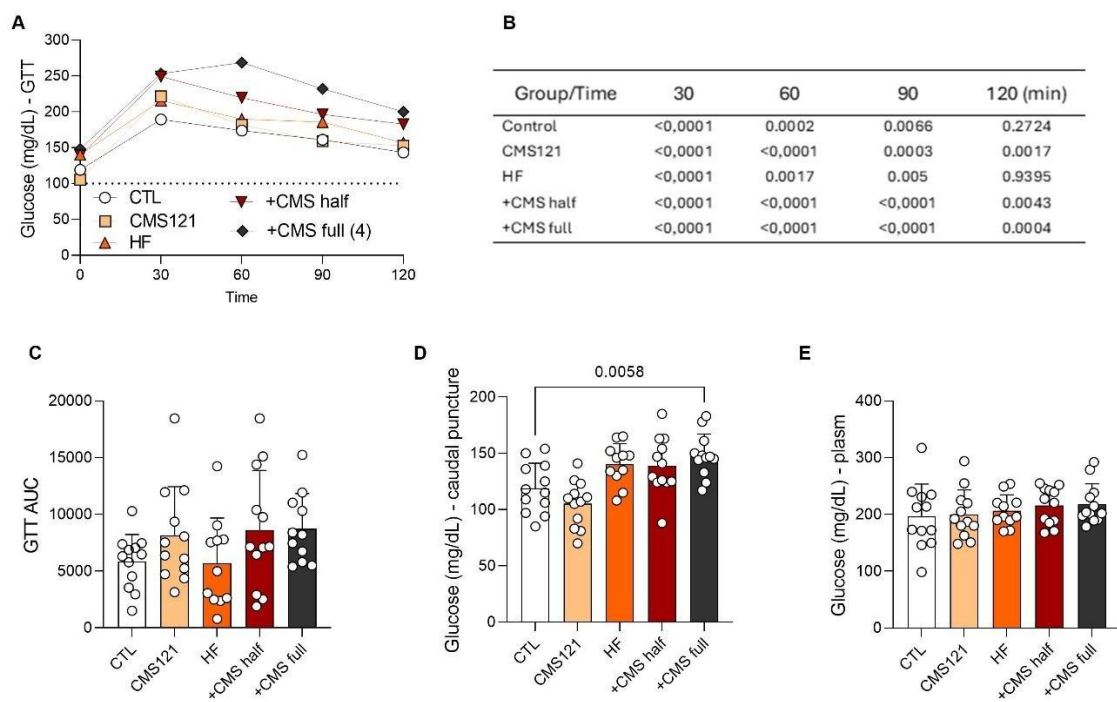 A
Glucose (mg/dL) - GTT
300
250
200
150
100
50
0
0 30 60 90 120
Time
CTL
CMS121
HF
+CMS half
+CMS full (4)
B
Group/Time 30 60 90 120 (min)
Control <0,0001 0.0002 0.0066 0.2724
CMS121 <0,0001 <0,0001 0.0003 0.0017
HF <0,0001 0.0017 0.005 0.9395
+CMS half <0,0001 <0,0001 <0,0001 0.0043
+CMS full <0,0001 <0,0001 <0,0001 0.0004
C
GTT AUC
20000
15000
10000
5000
0
CTL
CMS121
HF
+CMS half
+CMS full
D
Glucose (mg/dL) - caudal puncture
0.0058
150
100
50
0
CTL
CMS121
HF
+CMS half
+CMS full
E
Glucose (mg/dL) - plasm
400
300
200
100
0
CTL
CMS121
HF
+CMS half
+CMS full